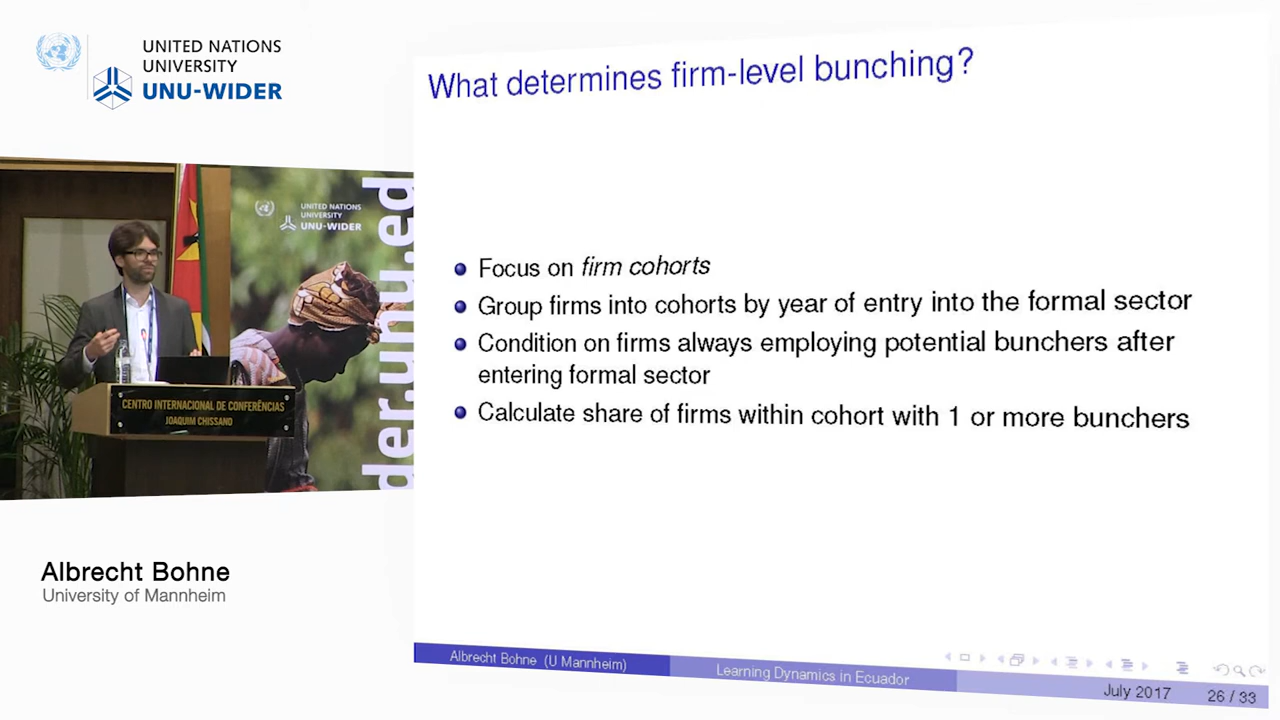 UNITED NATIONS
UNIVERSITY
UNU-WIDER
What determines firm-level bunching?
UNITED NATIONS
UNIVERSITY
UNU-WIDER
der.unu.ed
CENTRO INTERNACIONAL DE CONFERÊNCIAS
JOAQUIM CHISSANO
Focus on firm cohorts
Group firms into cohorts by year of entry into the formal sector
Condition on firms always employing potential bunchers after
entering formal sector
Calculate share of firms within cohort with 1 or more bunchers
Albrecht Bohne
University of Mannheim
Albrecht Bohne (U Mannheim)
Learning Dynamics in Ecuador
July 2017
26 / 33